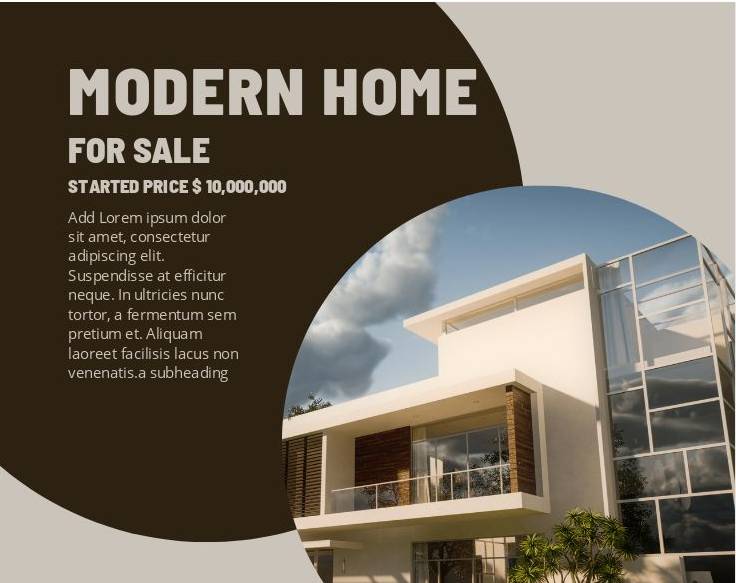 MODERN HOME
FOR SALE
STARTED PRICE $ 10,000,000
Add Lorem ipsum dolor
sit amet, consectetur
adipiscing elit.
Suspendisse at efficitur
neque. In ultricies nunc
tortor, a fermentum sem
pretium et. Aliquam
laoreet facilisis lacus non
venenatis.a subheading